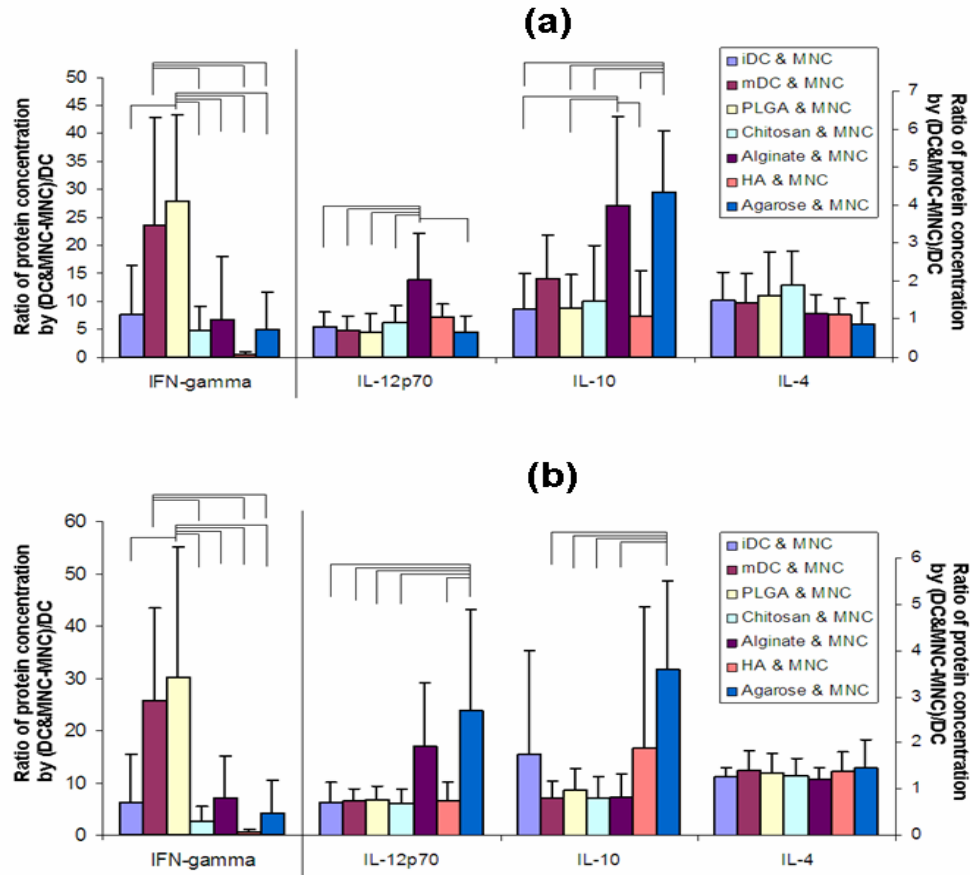 (a)
Ratio of protein concentration
by (DC&MNC-MNC)/DC
50
45
40
35
30
25
20
15
10
5
0
iDC & MNC
mDC & MNC
PLGA & MNC
Chitosan & MNC
Alginate & MNC
HA & MNC
Agarose & MNC
7
6
5
4
3
2
1
0
Ratio of protein concentration
by (DC&MNC-MNC)/DC
IFN-gamma
IL-12p70
IL-10
IL-4
(b)
Ratio of protein concentration
by (DC&MNC-MNC)/DC
60
50
40
30
20
10
0
iDC & MNC
mDC & MNC
PLGA & MNC
Chitosan & MNC
Alginate & MNC
HA & MNC
Agarose & MNC
6
5
4
3
2
1
0
Ratio of protein concentration
by (DC&MNC-MNC)/DC
IFN-gamma
IL-12p70
IL-10
IL-4